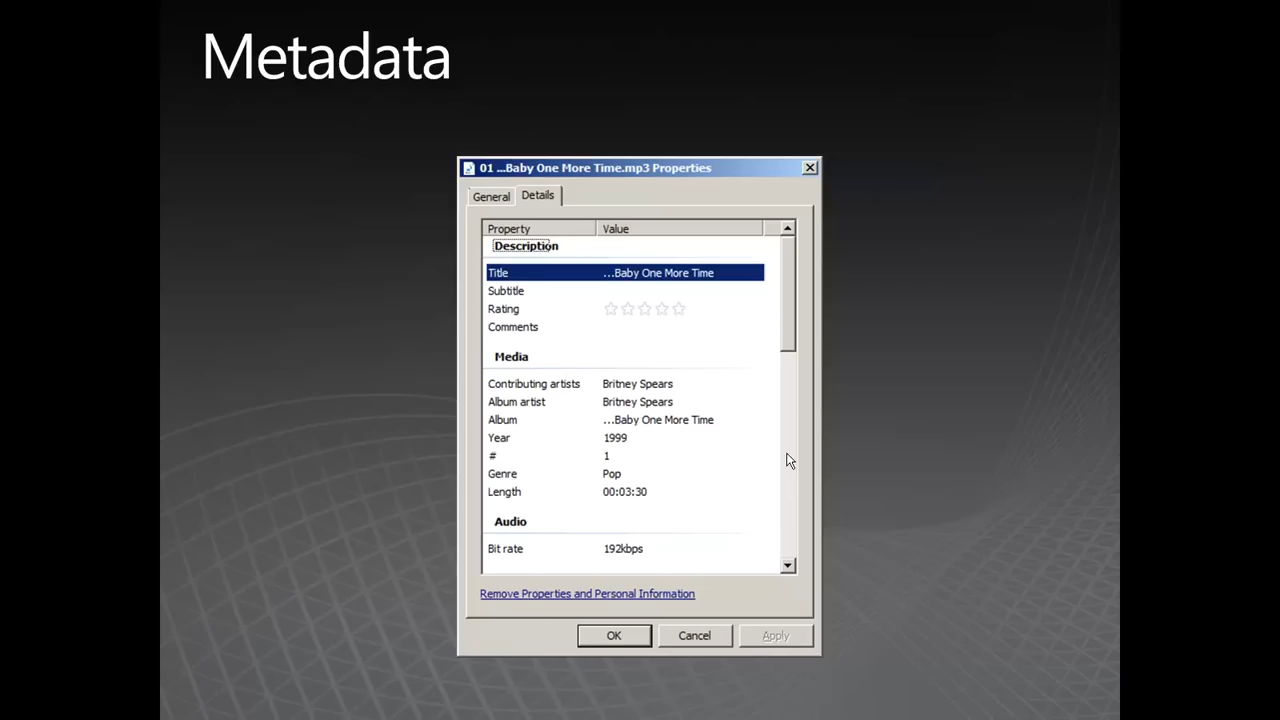 Metadata
01 ...Baby One More Time.mp3 Properties
General Details
Property Value
Description
Title ...Baby One More Time
Subtitle
Rating
Comments
Media
Contributing artists Britney Spears
Album artist Britney Spears
Album ...Baby One More Time
Year 1999
# 1
Genre Pop
Length 00:03:30
Audio
Bit rate 192kbps
Remove Properties and Personal Information
OK Cancel Apply